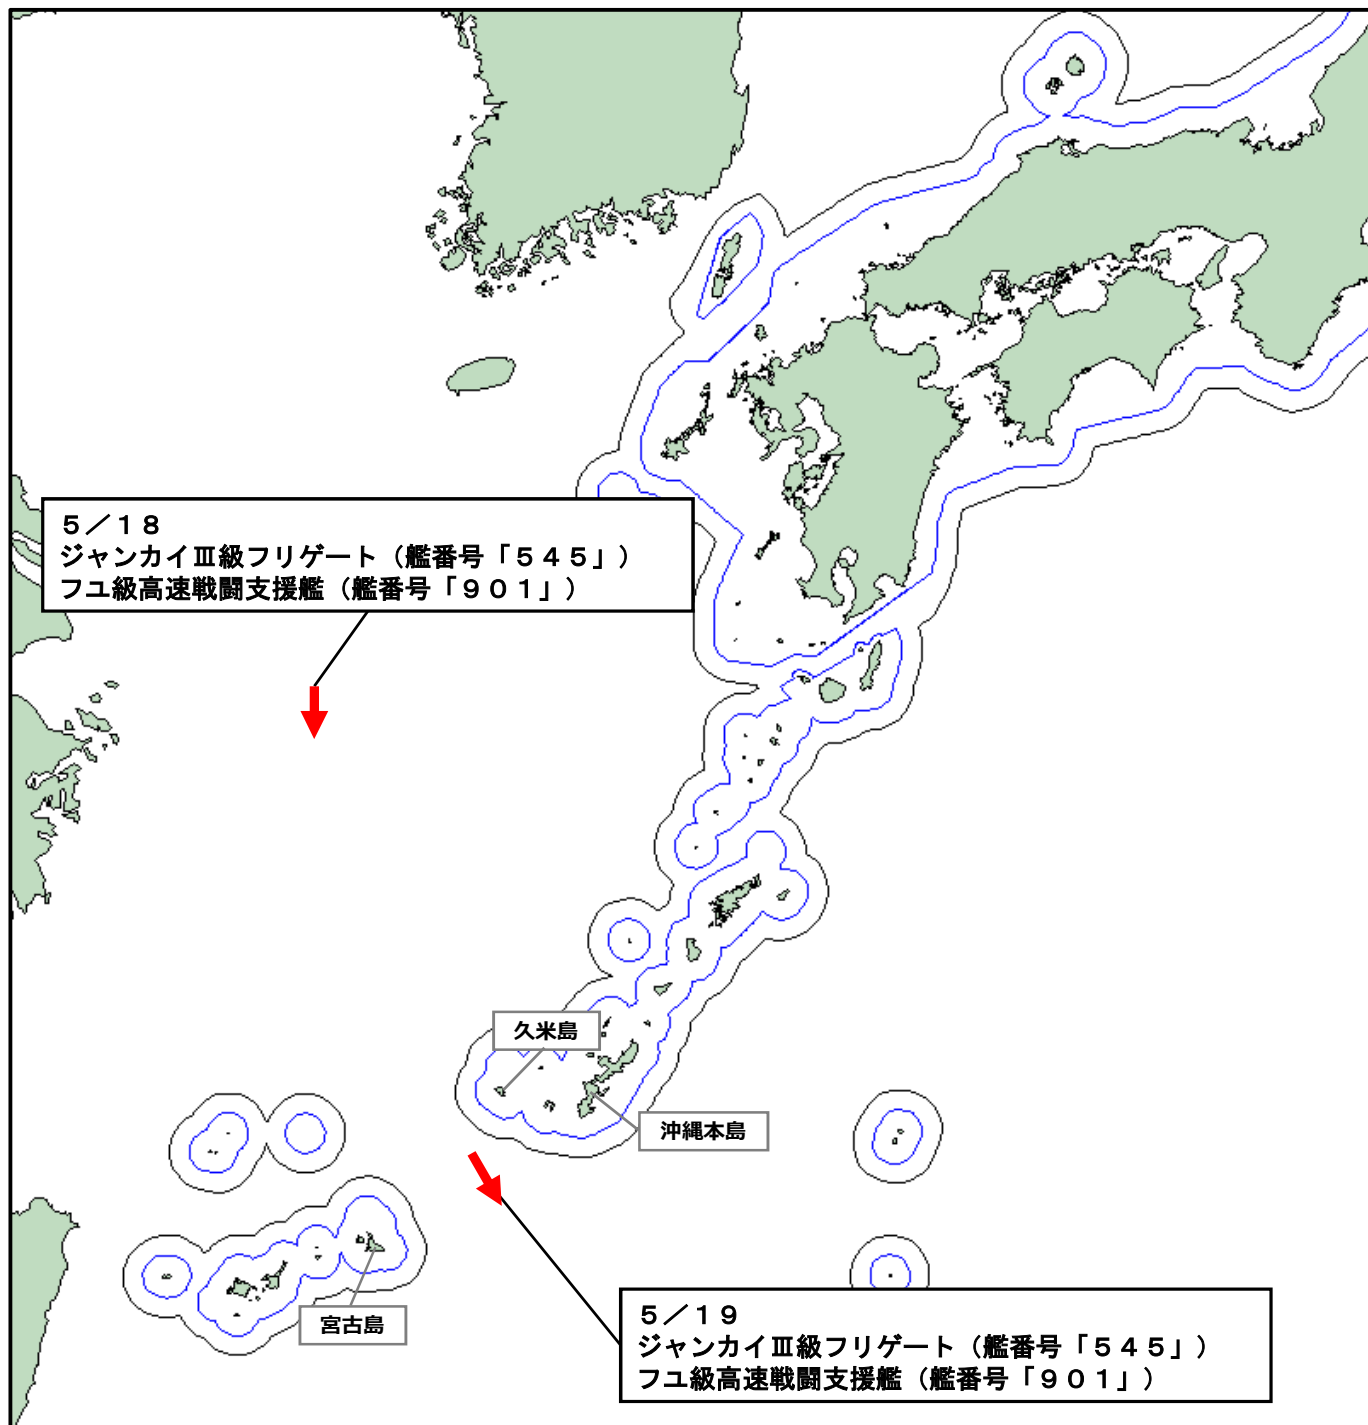 ５／１８
ジャンカイⅢ級フリゲート（艦番号「５４５」）
フユ級高速戦闘支援艦（艦番号「９０１」）
久米島
沖縄本島
宮古島
５／１９
ジャンカイⅢ級フリゲート（艦番号「５４５」）
フユ級高速戦闘支援艦（艦番号「９０１」）